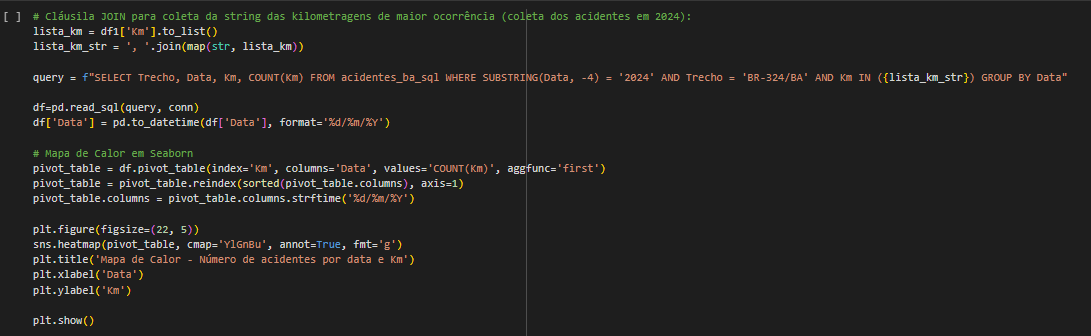 [ ] # Cláusila JOIN para coleta da string das kilometragens de maior ocorrência (coleta dos acidentes em 2024):
lista_km = df1['Km'].to_list()
lista_km_str = ', '.join(map(str, lista_km))
query = f"SELECT Trecho, Data, Km, COUNT(Km) FROM acidentes_ba_sql WHERE SUBSTRING(Data, -4) = '2024' AND Trecho = 'BR-324/BA' AND Km IN ({lista_km_str}) GROUP BY Data"
df=pd.read_sql(query, conn)
df['Data'] = pd.to_datetime(df['Data'], format='%d/%m/%Y')
# Mapa de Calor em Seaborn
pivot_table = df.pivot_table(index='Km', columns='Data', values='COUNT(Km)', aggfunc='first')
pivot_table = pivot_table.reindex(sorted(pivot_table.columns), axis=1)
pivot_table.columns = pivot_table.columns.strftime('%d/%m/%Y')
plt.figure(figsize=(22, 5))
sns.heatmap(pivot_table, cmap='YlGnBu', annot=True, fmt='g')
plt.title('Mapa de Calor - Número de acidentes por data e Km')
plt.xlabel('Data')
plt.ylabel('Km')
plt.show()